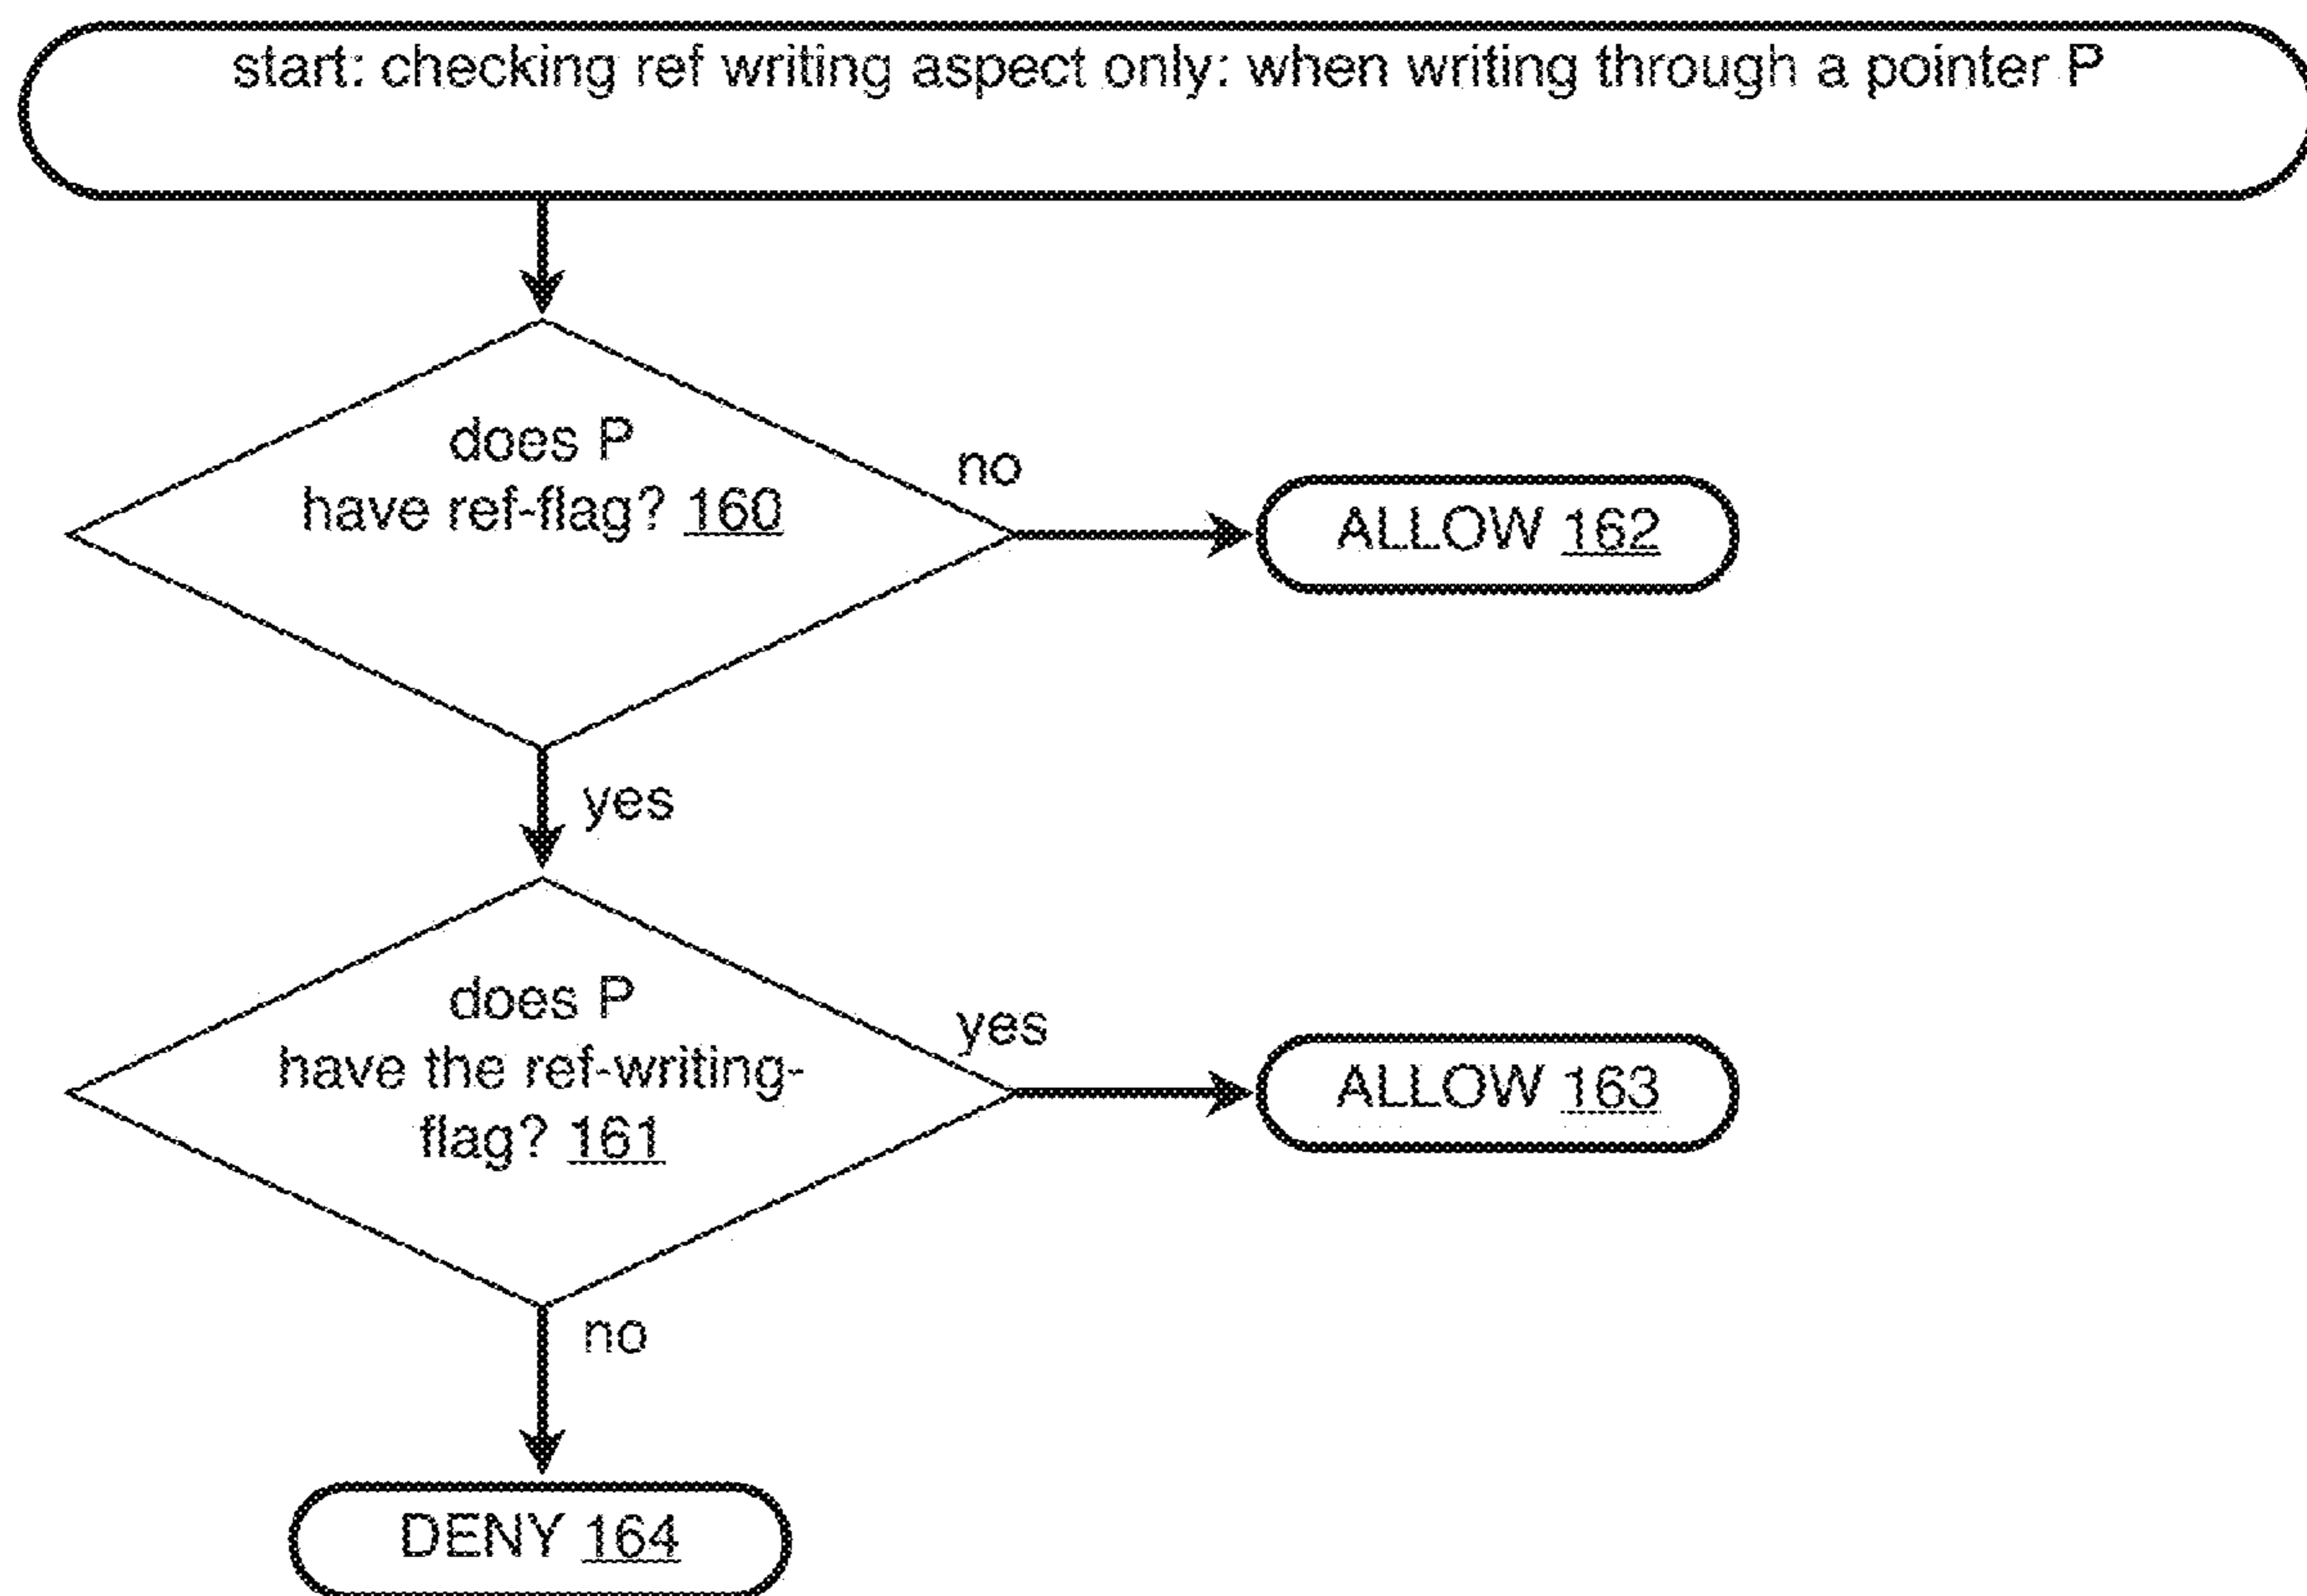 start: checking ref writing aspect only: when writing through a pointer P
does P
have ref-flag? 160
no
ALLOW 162
yes
does P
have the ref-writing-
flag? 161
yes
ALLOW 163
no
DENY 164